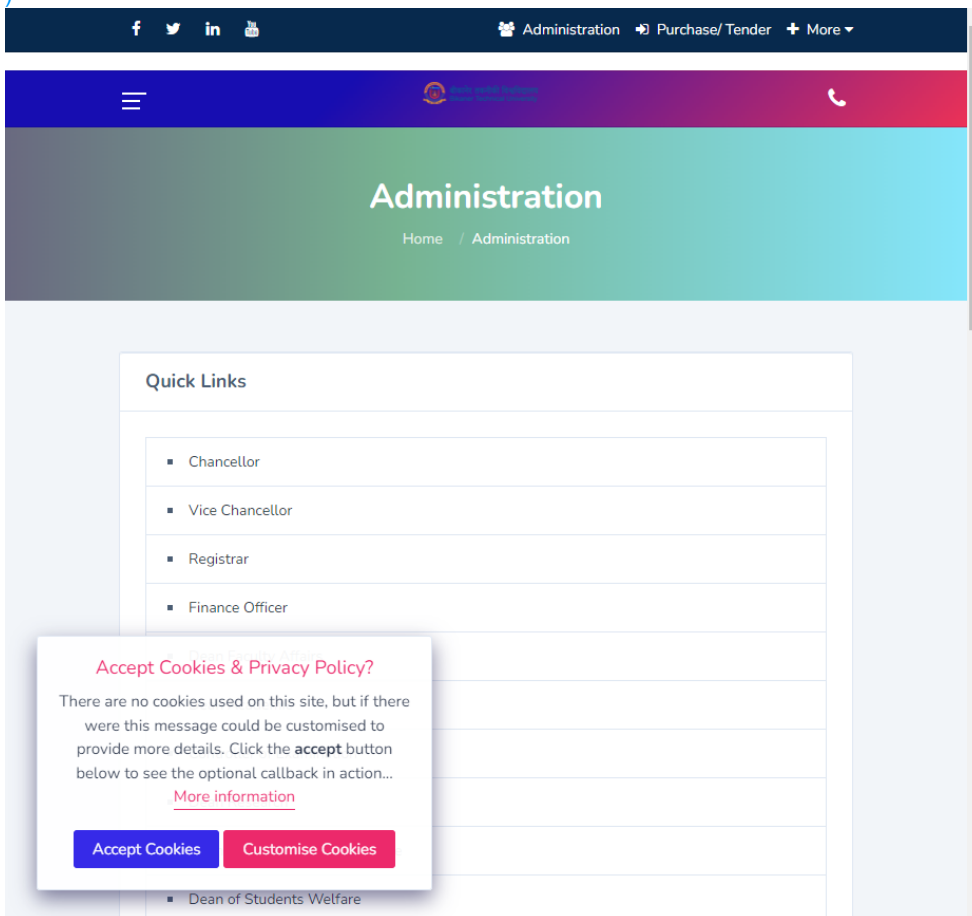 Administration Purchase/ Tender More
Administration
Home / Administration
Quick Links
Chancellor
Vice Chancellor
Registrar
Finance Officer
Accept Cookies & Privacy Policy?
There are no cookies used on this site, but if there
were this message could be customised to
provide more details. Click the accept button
below to see the optional callback in action...
More information
Accept Cookies Customise Cookies
Dean of Students Welfare